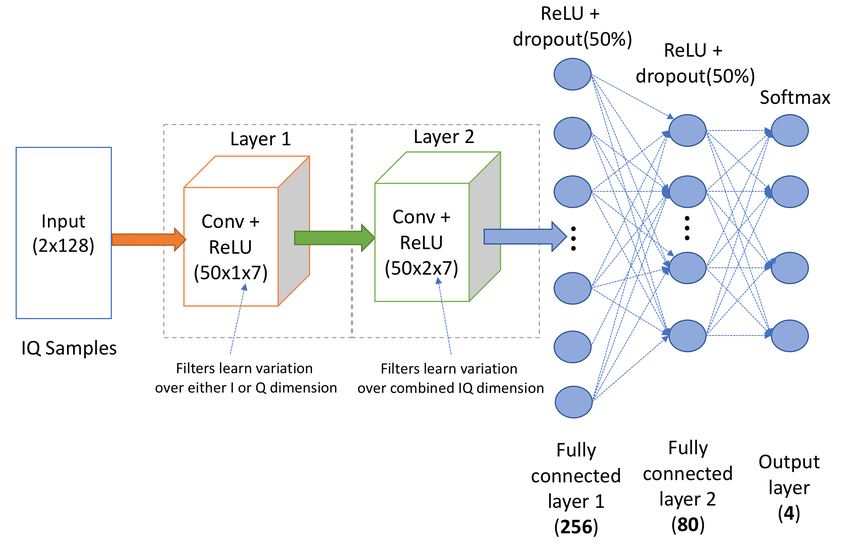 Input
(2x128)
IQ Samples
Layer 1
Conv +
ReLU
(50x1x7)
Filters learn variation
over either I or Q dimension
Layer 2
Conv +
ReLU
(50x2x7)
Filters learn variation
over combined IQ dimension
ReLU +
dropout(50%)
ReLU +
dropout(50%)
Softmax
Fully
connected
layer 1
(256)
Fully
connected
layer 2
(80)
Output
layer
(4)